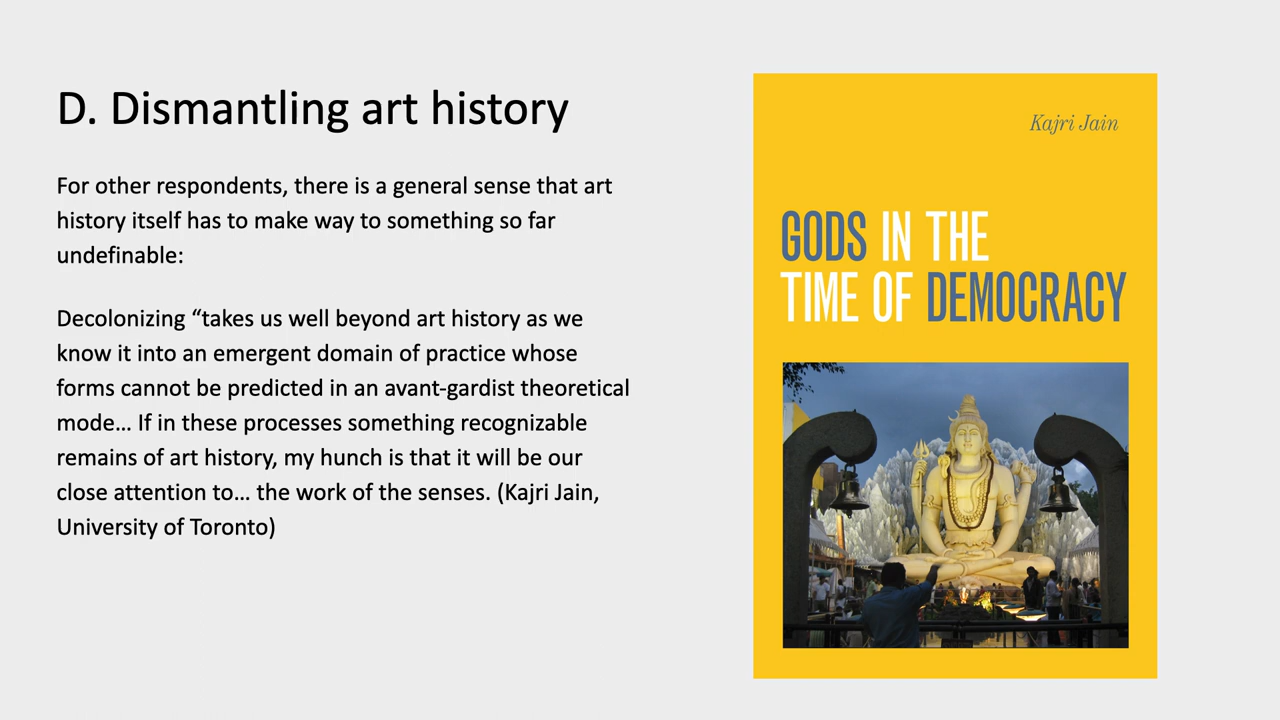 D. Dismantling art history
For other respondents, there is a general sense that art
history itself has to make way to something so far
undefinable:
Decolonizing “takes us well beyond art history as we
know it into an emergent domain of practice whose
forms cannot be predicted in an avant-gardist theoretical
mode... If in these processes something recognizable
remains of art history, my hunch is that it will be our
close attention to... the work of the senses. (Kajri Jain,
University of Toronto)
Kajri Jain
GODS IN THE
TIME OF DEMOCRACY